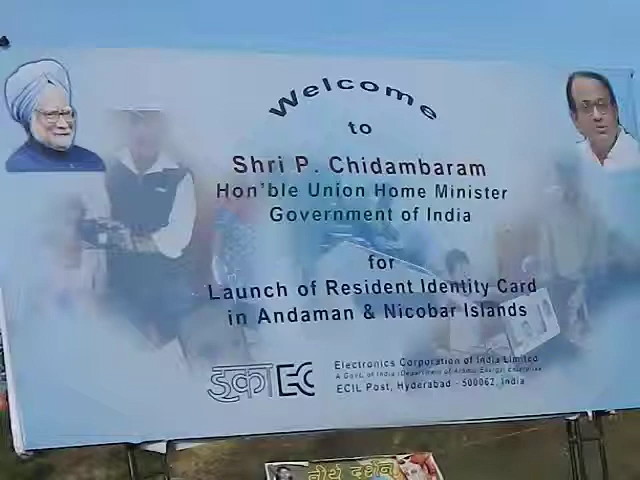 Welcome
to
Shri P. Chidambaram
Hon'ble Union Home Minister
Government of India
for
Launch of Resident Identity Card
in Andaman & Nicobar Islands
Electronics Corporation of India Limited
A Govt. of India (Department of Atomic Energy) Enterprise
ECIL Post, Hyderabad - 500062, India
तीर्थ दर्शन